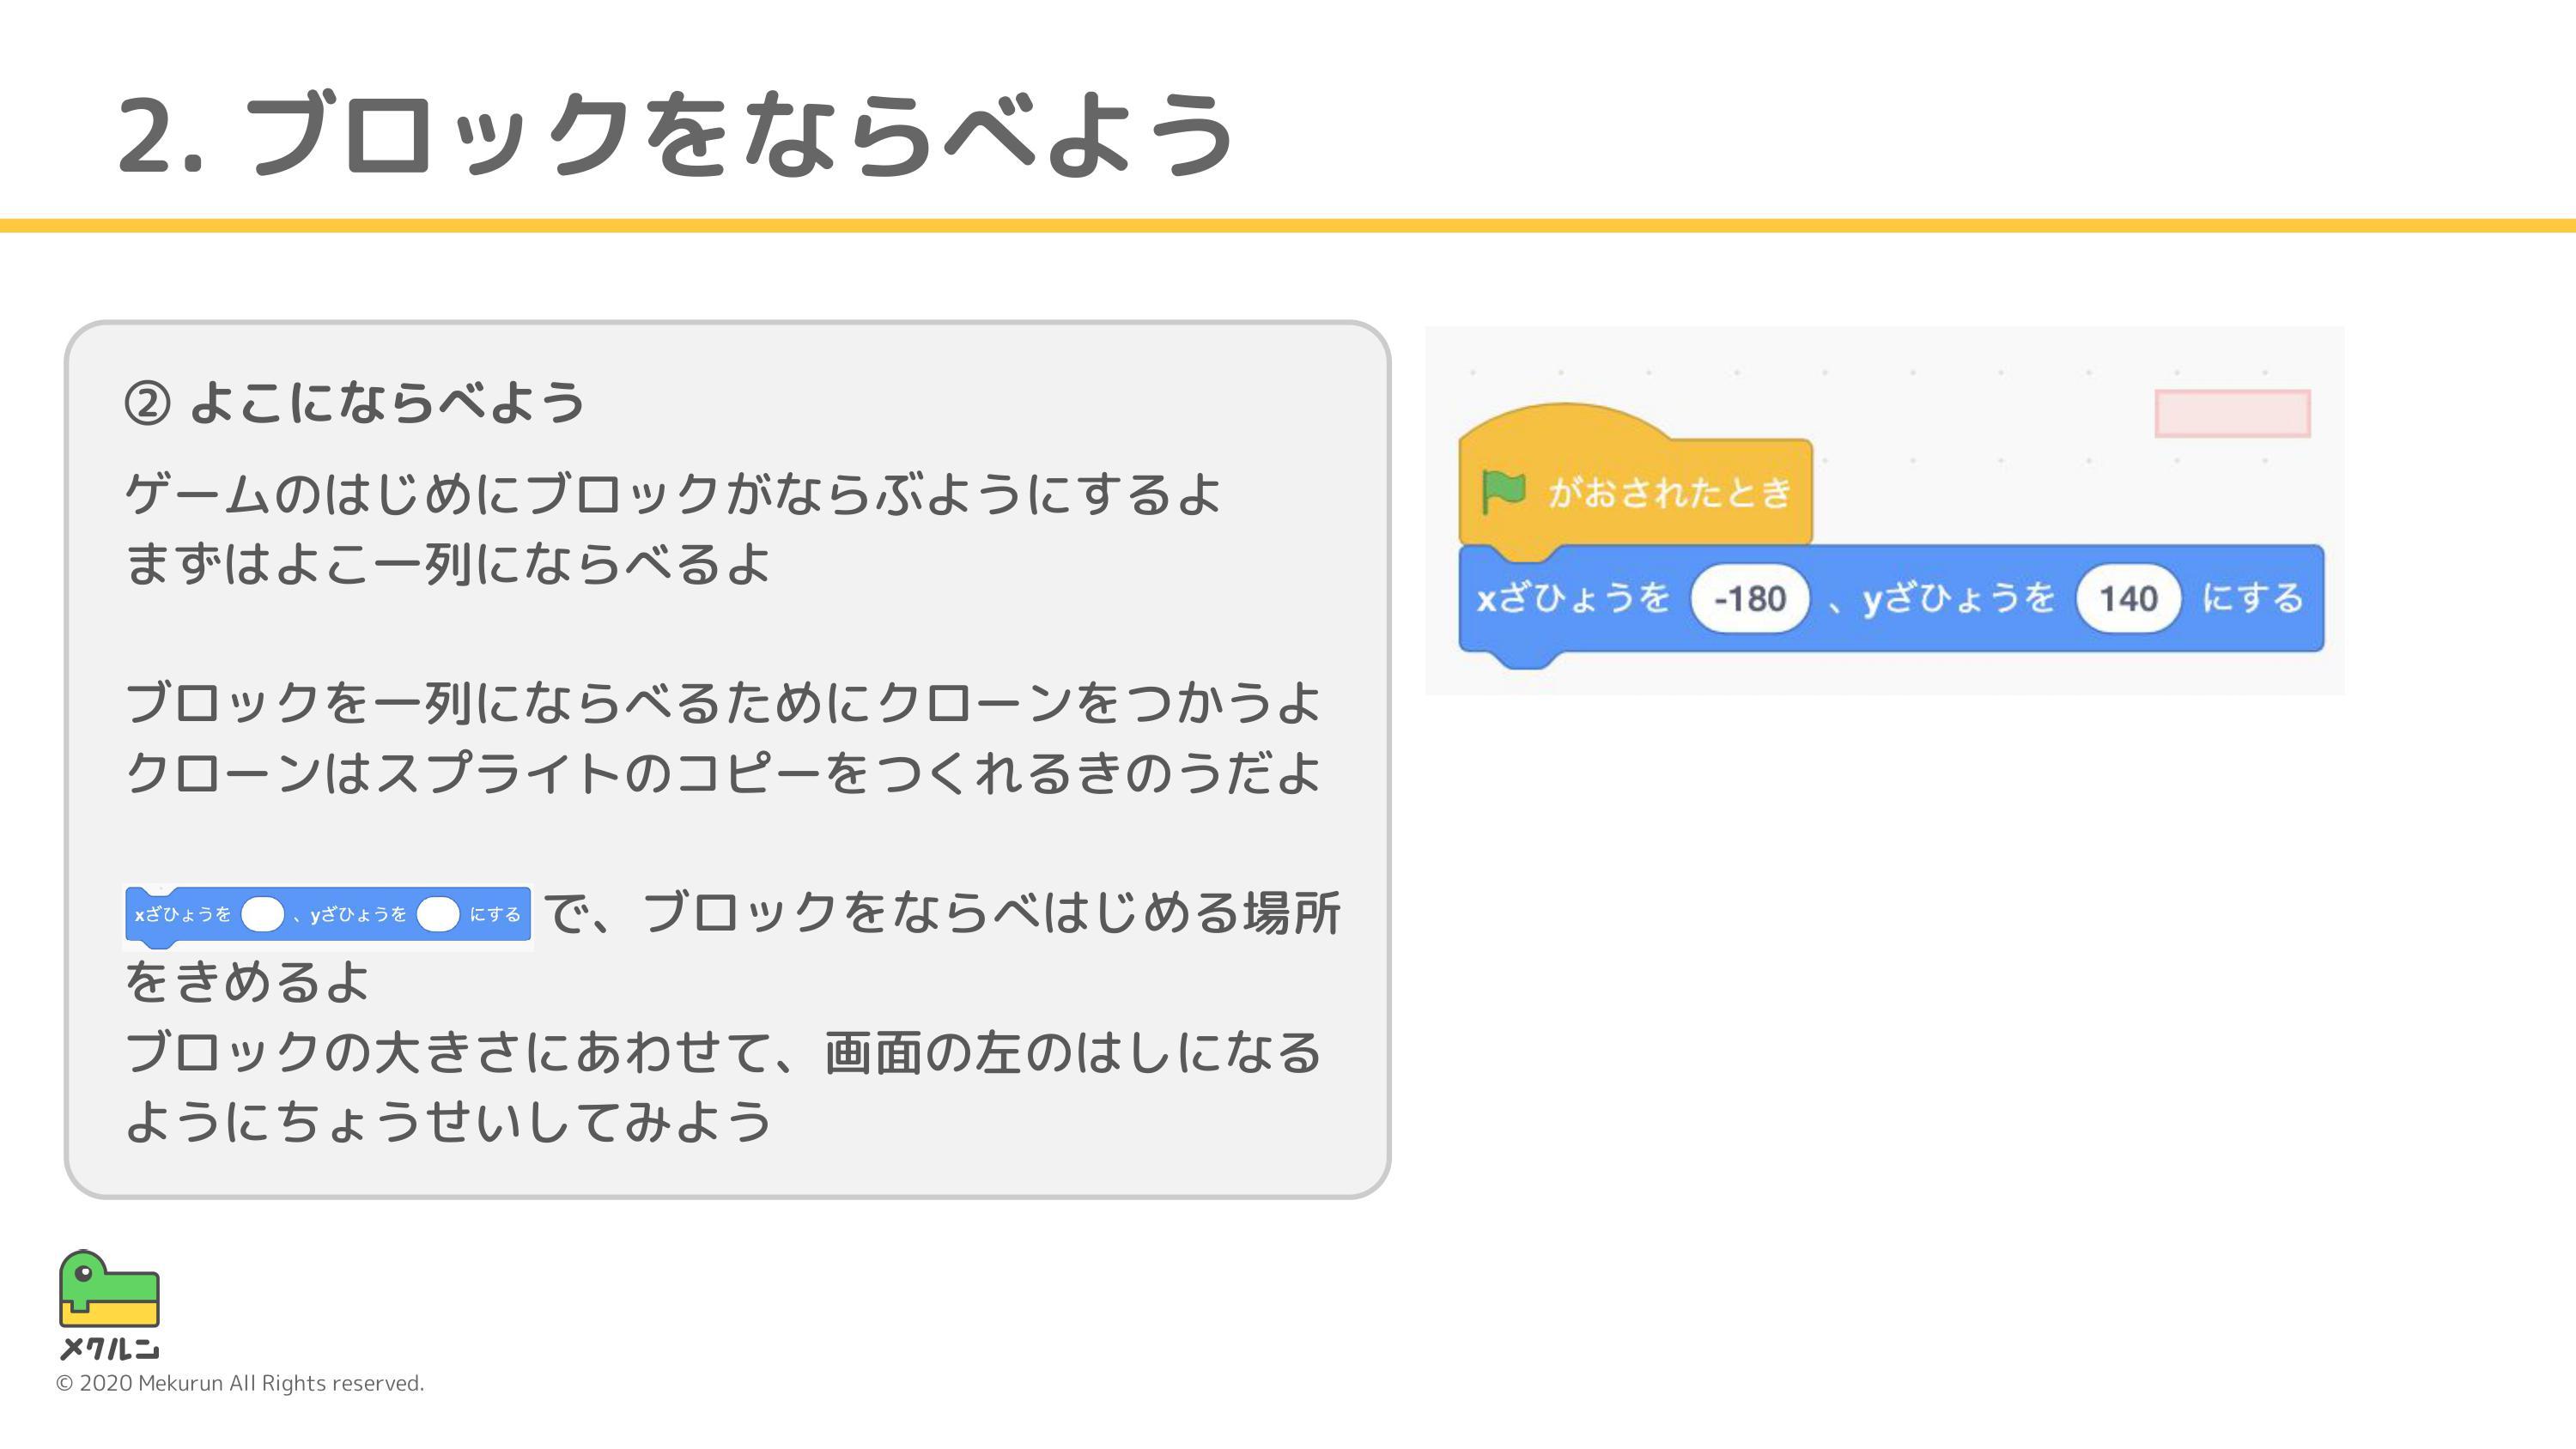 2. ブロックをならべよう
② よこにならべよう
ゲームのはじめにブロックがならぶようにするよ
まずはよこ一列にならべるよ
ブロックを一列にならべるためにクローンをつかうよ
クローンはスプライトのコピーをつくれるきのうだよ
xざひょうを 、yざひょうを にする で、ブロックをならべはじめる場所
をきめるよ
ブロックの大きさにあわせて、画面の左のはしになる
ようにちょうせいしてみよう
がおされたとき
xざひょうを -180 、yざひょうを 140 にする
メクルン
© 2020 Mekurun All Rights reserved.